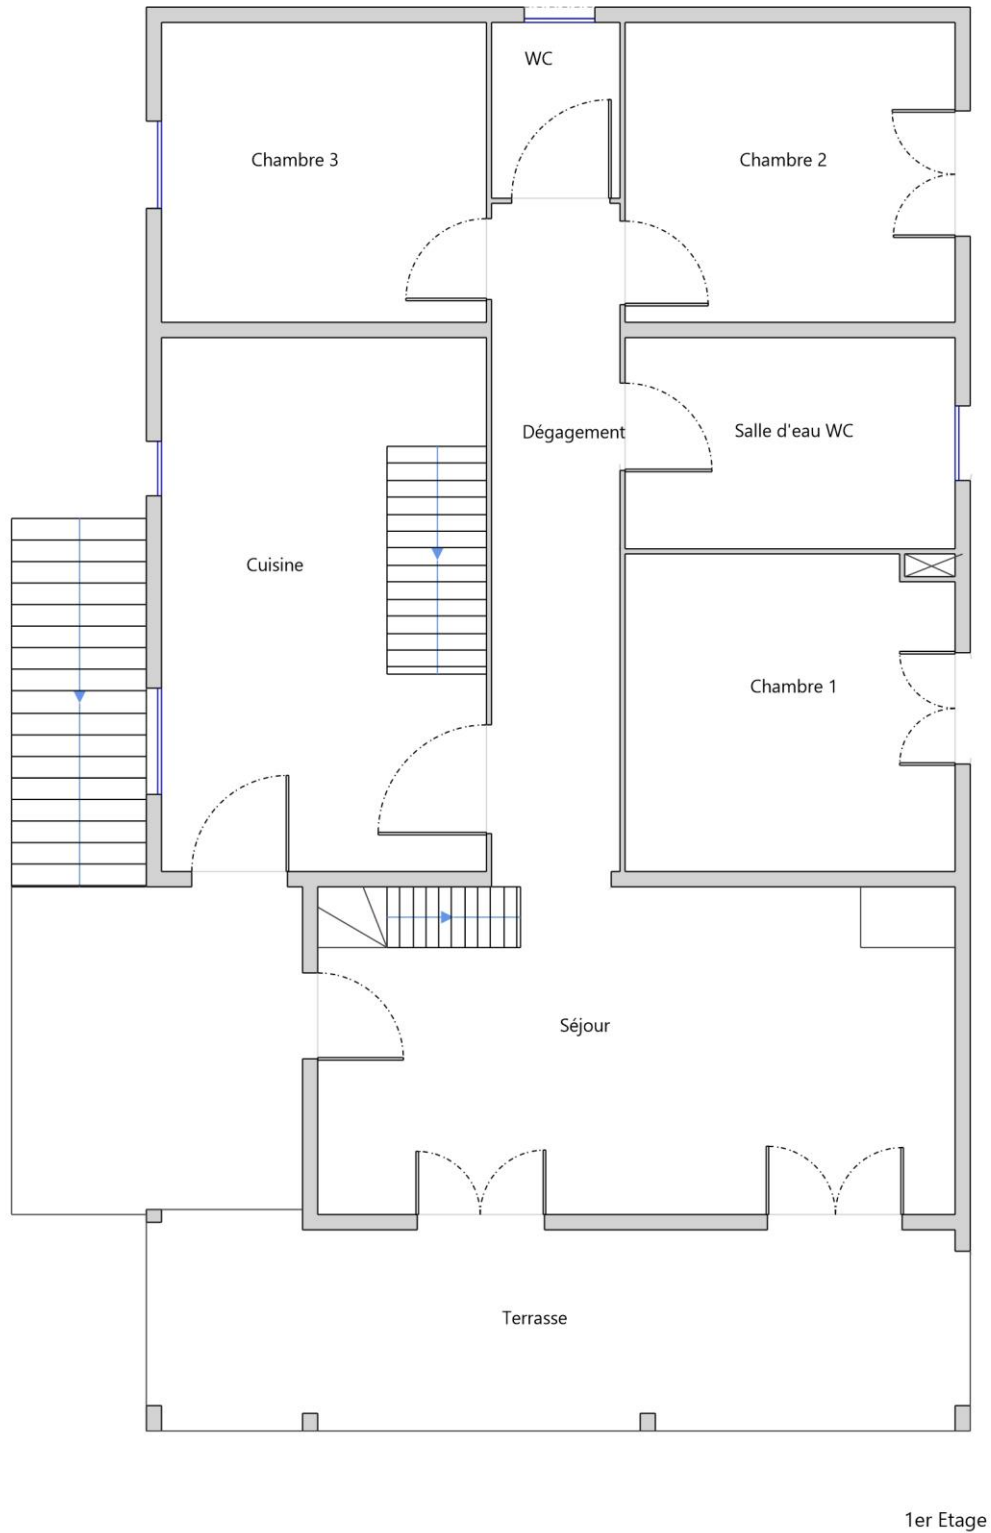 WC
Chambre 3
Chambre 2
Dégagement
Salle d'eau WC
Cuisine
Chambre 1
Séjour
Terrasse
1er Etage